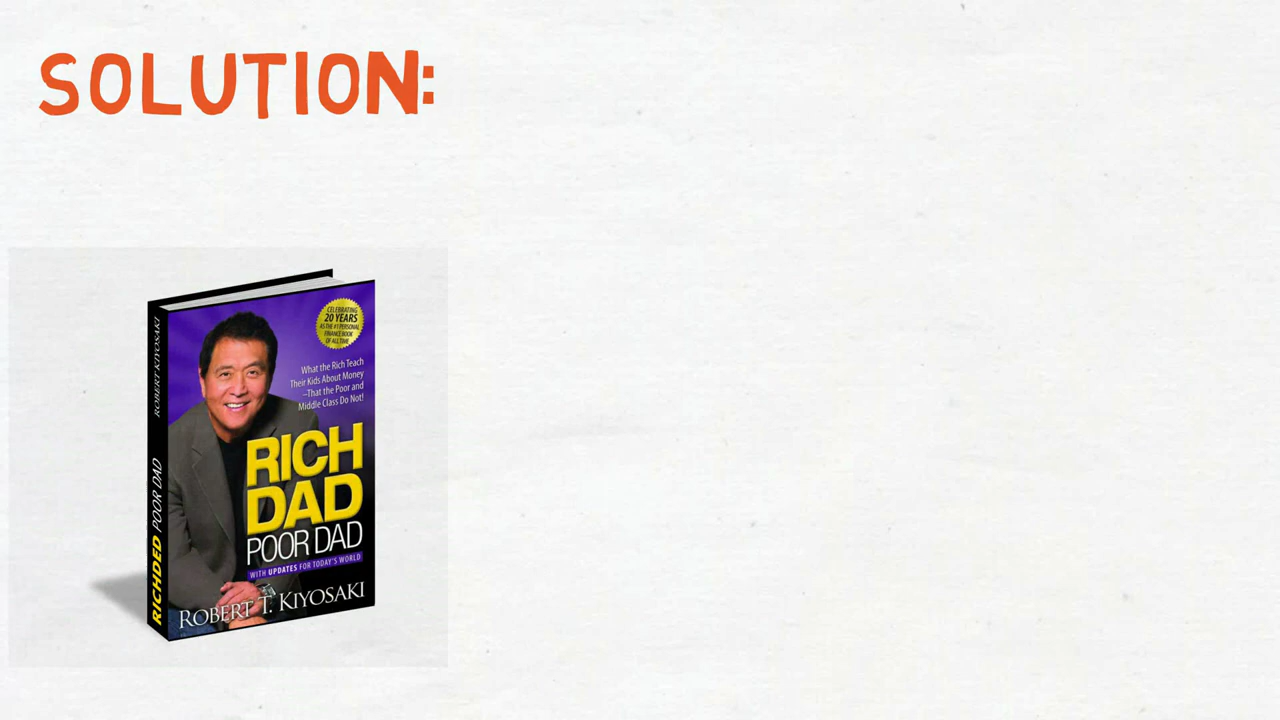 SOLUTION:
ROBERT KIYOSAKI
RICHDED POOR DAD
CELEBRATING
20 YEARS
AS THE #1 PERSONAL
FINANCE BOOK
OF ALL TIME
What the Rich Teach
Their Kids About Money
–That the Poor and
Middle Class Do Not!
RICH
DAD
POOR DAD
WITH UPDATES FOR TODAY'S WORLD
ROBERT T. KIYOSAKI